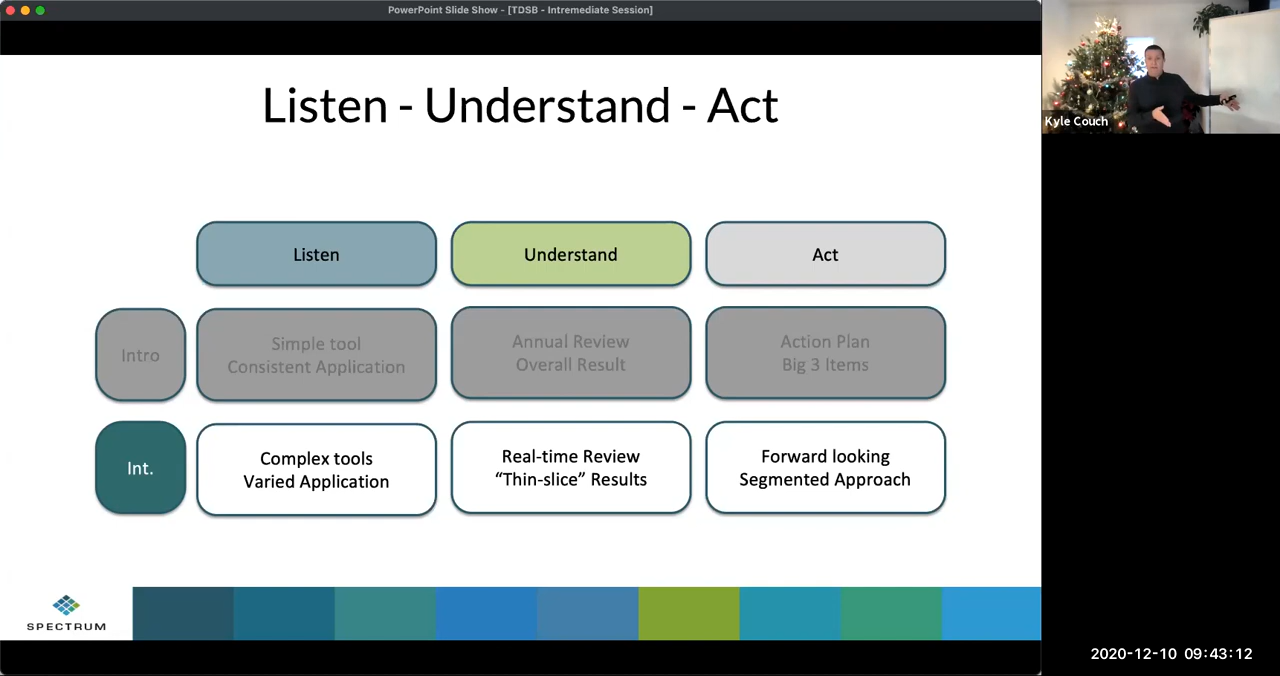 PowerPoint Slide Show - [TDSB - Intremediate Session]
Listen - Understand - Act
Kyle Couch
Listen
Understand
Act
Intro
Simple tool
Consistent Application
Annual Review
Overall Result
Action Plan
Big 3 Items
Int.
Complex tools
Varied Application
Real-time Review
“Thin-slice” Results
Forward looking
Segmented Approach
SPECTRUM
2020-12-10 09:43:12